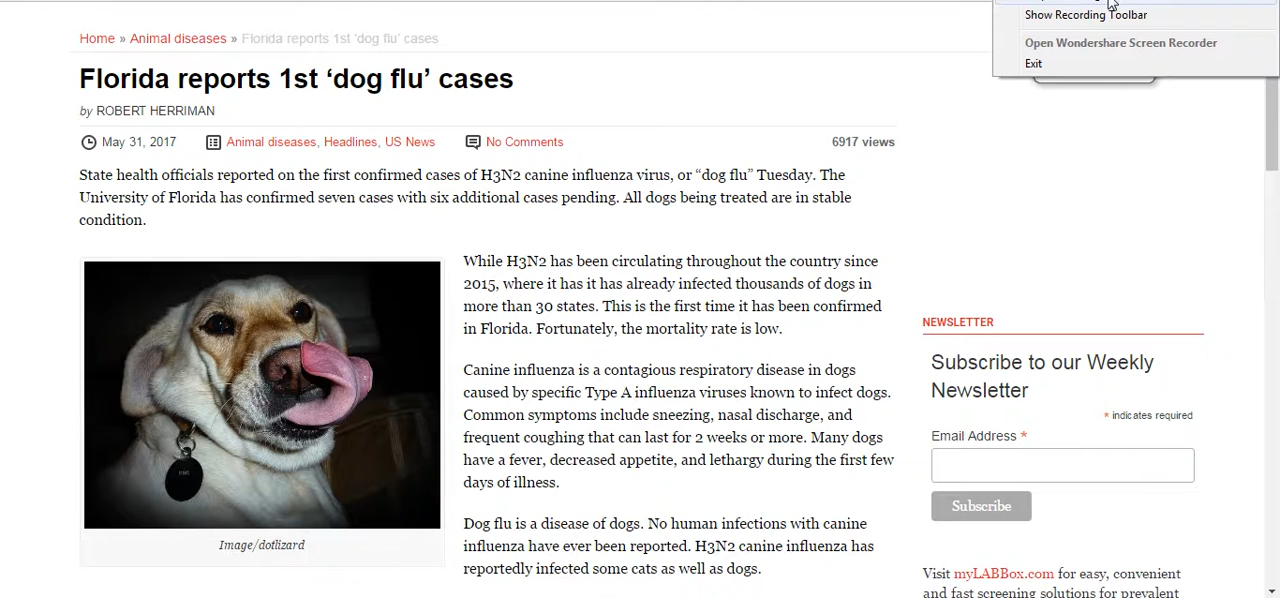 Show Recording Toolbar
Open Wondershare Screen Recorder
Exit
Home » Animal diseases » Florida reports 1st ‘dog flu’ cases
Florida reports 1st ‘dog flu’ cases
by ROBERT HERRIMAN
May 31, 2017 Animal diseases, Headlines, US News No Comments 6917 views
State health officials reported on the first confirmed cases of H3N2 canine influenza virus, or “dog flu” Tuesday. The
University of Florida has confirmed seven cases with six additional cases pending. All dogs being treated are in stable
condition.
While H3N2 has been circulating throughout the country since
2015, where it has it has already infected thousands of dogs in
more than 30 states. This is the first time it has been confirmed
in Florida. Fortunately, the mortality rate is low.
Canine influenza is a contagious respiratory disease in dogs
caused by specific Type A influenza viruses known to infect dogs.
Common symptoms include sneezing, nasal discharge, and
frequent coughing that can last for 2 weeks or more. Many dogs
have a fever, decreased appetite, and lethargy during the first few
days of illness.
Dog flu is a disease of dogs. No human infections with canine
influenza have ever been reported. H3N2 canine influenza has
reportedly infected some cats as well as dogs.
Image/dotlizard
NEWSLETTER
Subscribe to our Weekly
Newsletter
* indicates required
Email Address *
Subscribe
Visit myLABBox.com for easy, convenient
and fast screening solutions for prevalent